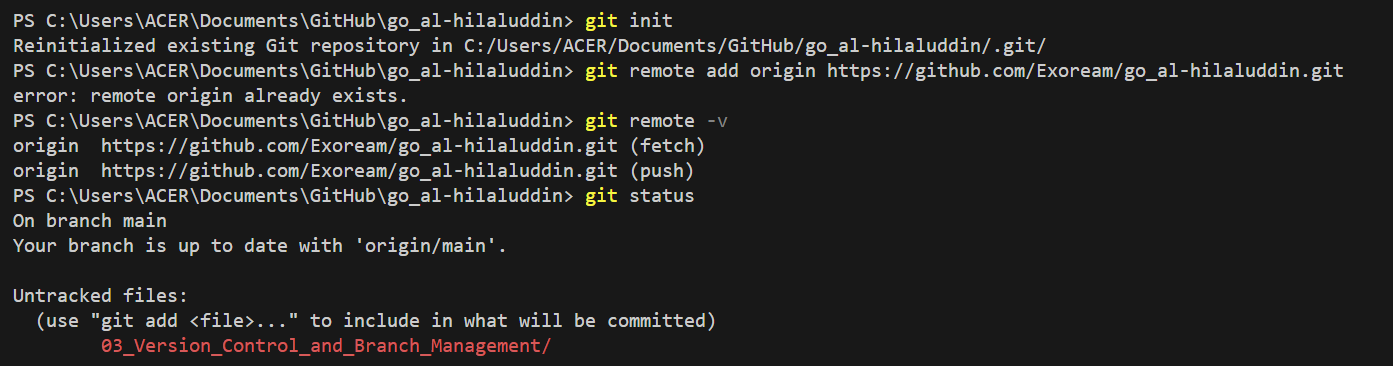 PS C:\Users\ACER\Documents\GitHub\go_al-hilaluddin> git init
Reinitialized existing Git repository in C:/Users/ACER/Documents/GitHub/go_al-hilaluddin/.git/
PS C:\Users\ACER\Documents\GitHub\go_al-hilaluddin> git remote add origin https://github.com/Exoream/go_al-hilaluddin.git
error: remote origin already exists.
PS C:\Users\ACER\Documents\GitHub\go_al-hilaluddin> git remote -v
origin  https://github.com/Exoream/go_al-hilaluddin.git (fetch)
origin  https://github.com/Exoream/go_al-hilaluddin.git (push)
PS C:\Users\ACER\Documents\GitHub\go_al-hilaluddin> git status
On branch main
Your branch is up to date with 'origin/main'.

Untracked files:
  (use "git add <file>..." to include in what will be committed)
        03_Version_Control_and_Branch_Management/